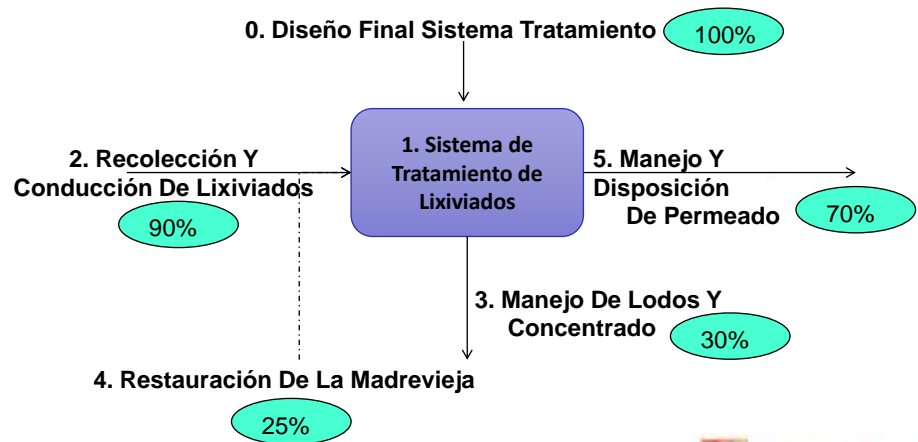 0. Diseño Final Sistema Tratamiento
100%
1. Sistema de
Tratamiento de
Lixiviados
2. Recolección Y
Conducción De Lixiviados
90%
5. Manejo Y
Disposición
De Permeado
70%
3. Manejo De Lodos Y
Concentrado
30%
4. Restauración De La Madrevieja
25%